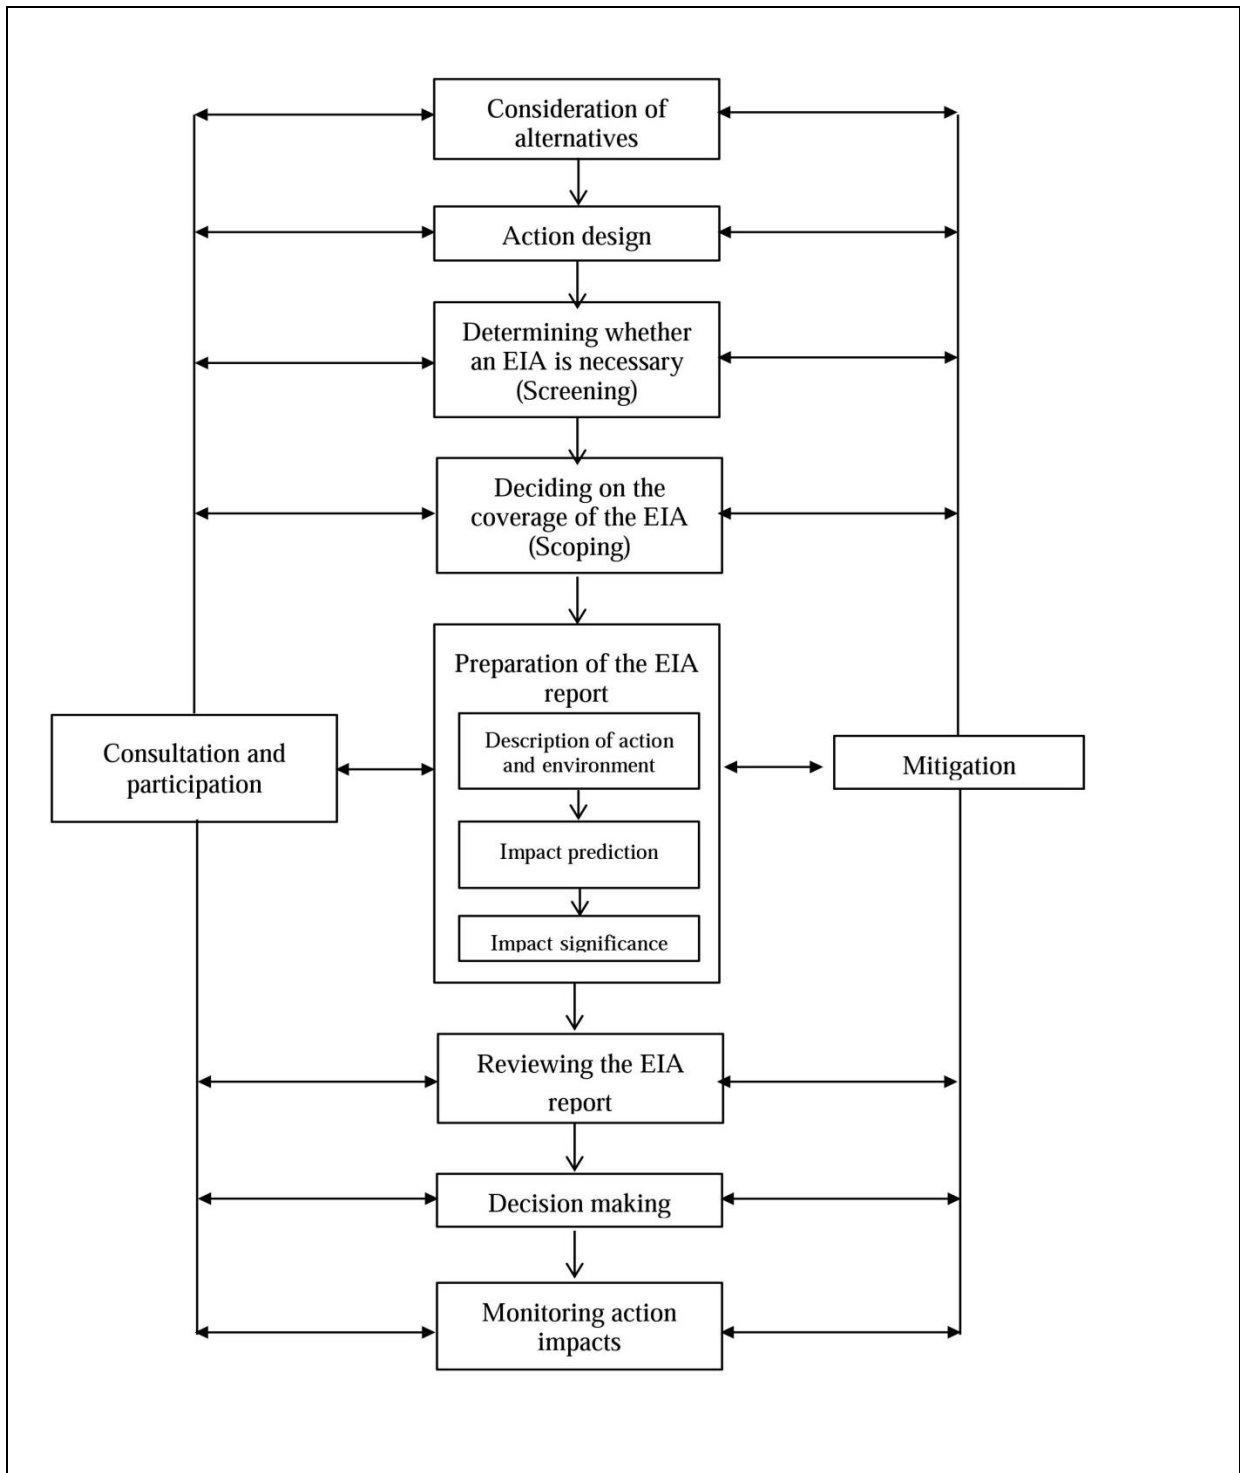 Consideration of
alternatives
Action design
Determining whether
an EIA is necessary
(Screening)
Deciding on the
coverage of the EIA
(Scoping)
Preparation of the EIA
report
Description of action
and environment
Consultation and
participation
Mitigation
Impact prediction
Impact significance
Reviewing the EIA
report
Decision making
Monitoring action
impacts